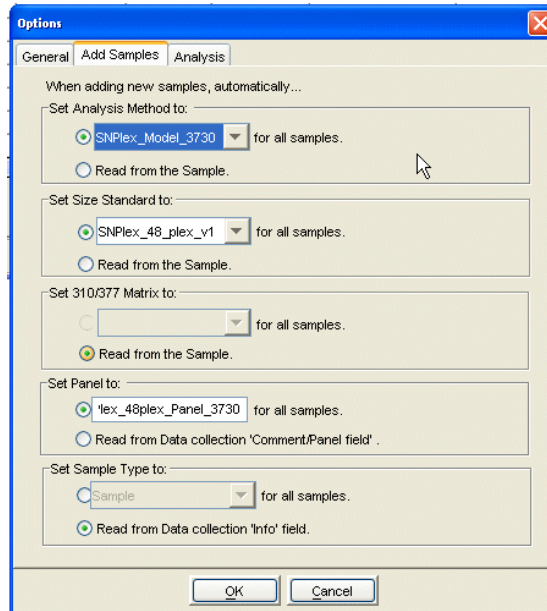 Options
General Add Samples Analysis
When adding new samples, automatically...
Set Analysis Method to:
SNPlex_Model_3730 for all samples.
Read from the Sample.
Set Size Standard to:
SNPlex_48_plex_v1 for all samples.
Read from the Sample.
Set 310/377 Matrix to:
for all samples.
Read from the Sample.
Set Panel to:
lex_48plex_Panel_3730 for all samples.
Read from Data collection 'Comment/Panel field' .
Set Sample Type to:
Sample for all samples.
Read from Data collection 'Info' field.
OK Cancel